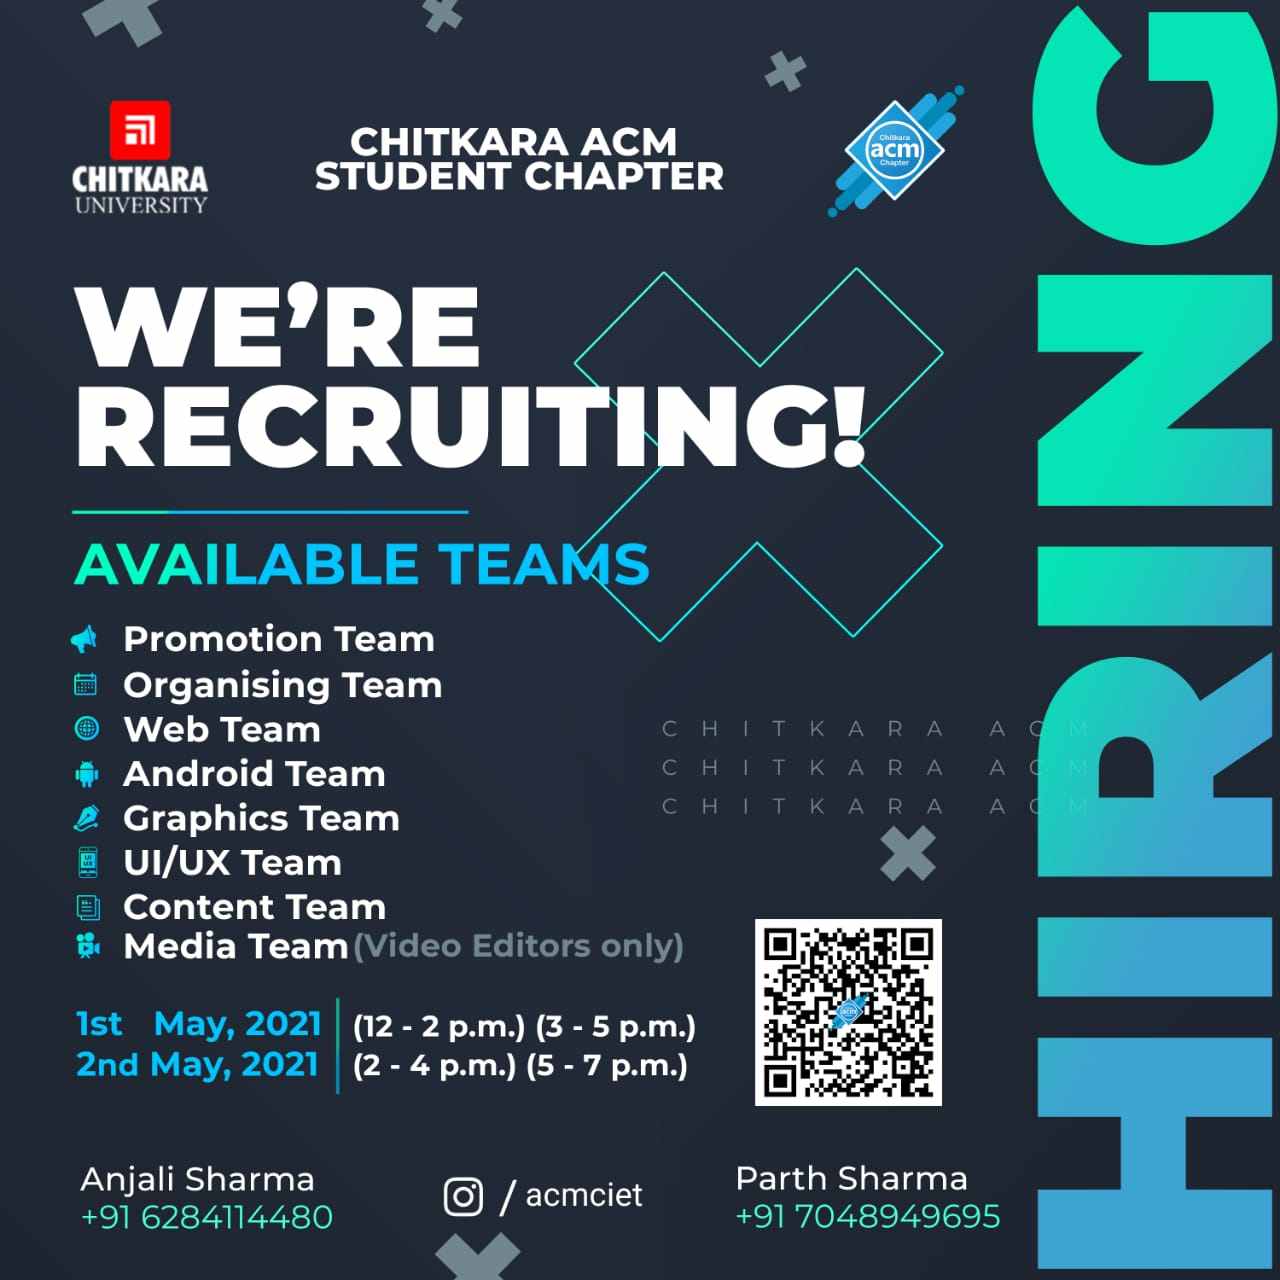 CHITKARA
UNIVERSITY
CHITKARA ACM
STUDENT CHAPTER
Chitkara
acm
Chapter
WE’RE
RECRUITING!
AVAILABLE TEAMS
Promotion Team
Organising Team
Web Team
Android Team
Graphics Team
UI/UX Team
Content Team
Media Team (Video Editors only)
CHITKARA ACM
CHITKARA ACM
CHITKARA ACM
1st May, 2021 (12 - 2 p.m.) (3 - 5 p.m.)
2nd May, 2021 (2 - 4 p.m.) (5 - 7 p.m.)
acm
Anjali Sharma
+91 6284114480
/ acmciet
Parth Sharma
+91 7048949695
HIRING